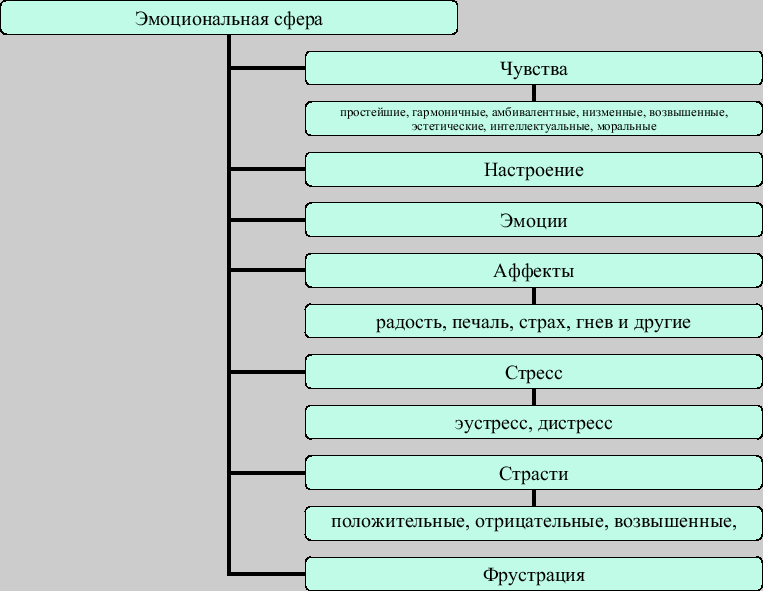 Эмоциональная сфера
Чувства
простейшие, гармоничные, амбивалентные, низменные, возвышенные,
эстетические, интеллектуальные, моральные
Настроение
Эмоции
Аффекты
радость, печаль, страх, гнев и другие
Стресс
эустресс, дистресс
Страсти
положительные, отрицательные, возвышенные,
Фрустрация